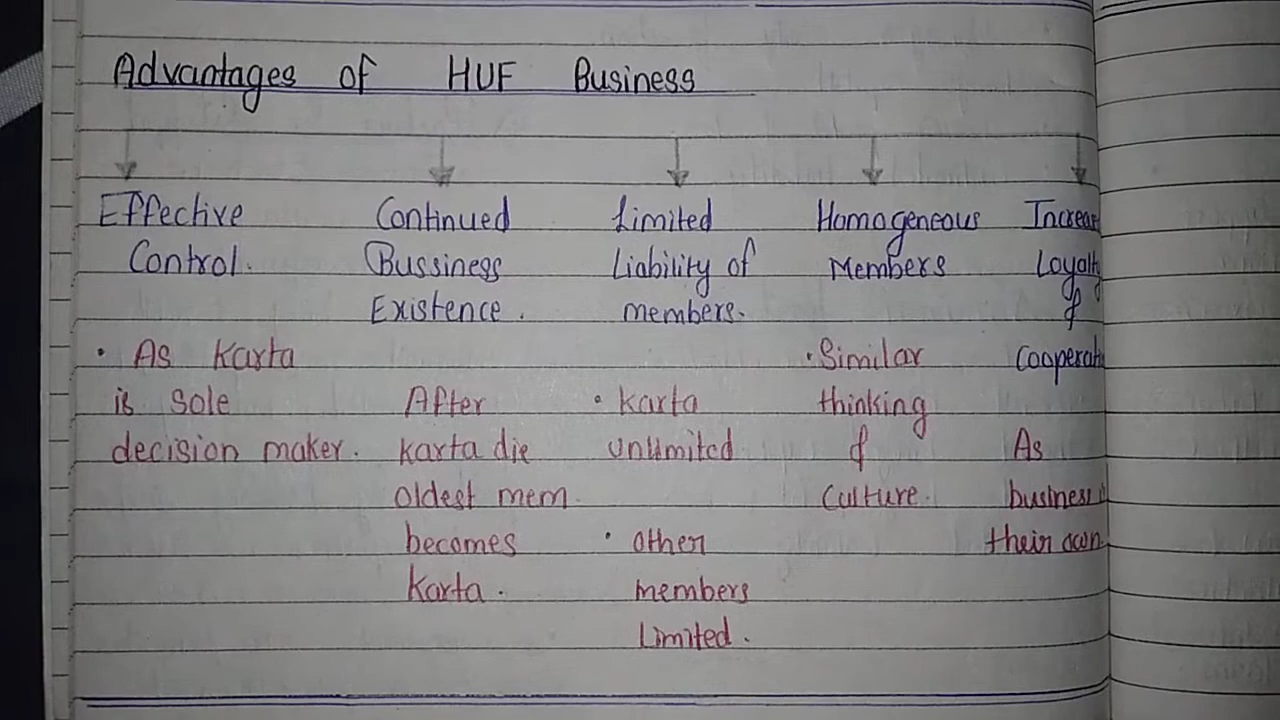 Advantages of HUF Business
Effective
Control.
• As Karta
is sole
decision maker.
Continued
Bussiness
Existence.
After
karta die
oldest mem.
becomes
Karta.
Limited
Liability of
members.
• Karta
unlimited
• other
members
Limited.
Homogeneous
Members
• Similar
thinking
&
Culture.
Loyalty
&
As
business
their own